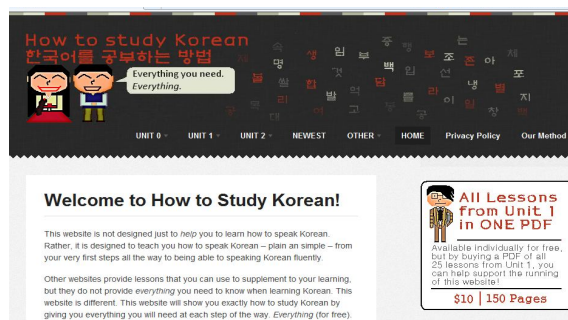 How to study Korean
한국어를 공부하는 방법
Everything you need.
Everything.
UNIT 0 UNIT 1 UNIT 2 NEWEST OTHER HOME Privacy Policy Our Method
Welcome to How to Study Korean!
This website is not designed just to help you to learn how to speak Korean.
Rather, it is designed to teach you how to speak Korean – plain an simple – from
your very first steps all the way to being able to speaking Korean fluently.
Other websites provide lessons that you can use to supplement to your learning,
but they do not provide everything you need to know when learning Korean. This
website is different. This website will show you exactly how to study Korean by
giving you everything you will need at each step of the way. Everything (for free).
All Lessons
from Unit 1
in ONE PDF
Available individually for free,
but by buying a PDF of all
25 lessons from Unit 1, you
can help support the running
of this website!
$10 | 150 Pages